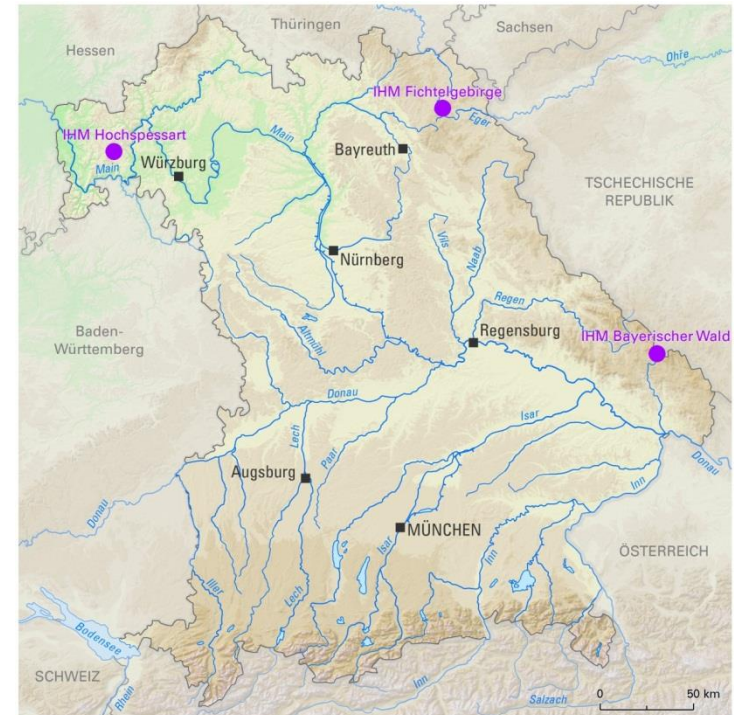 Thüringen
Sachsen
Hessen
Ohře
IHM Fichtelgebirge
Eger
IHM Hochspessart
Main
Main
Würzburg
Bayreuth
TSCHECHISCHE
REPUBLIK
Vils
Naab
Nürnberg
Regen
Baden-
Württemberg
Altmühl
Regensburg
IHM Bayerischer Wald
Donau
Isar
Lech
Paar
Donau
Augsburg
Inn
Donau
MÜNCHEN
Isar
Inn
ÖSTERREICH
Iller
Lech
Bodensee
SCHWEIZ
Rhein
Inn
Salzach
0 50 km